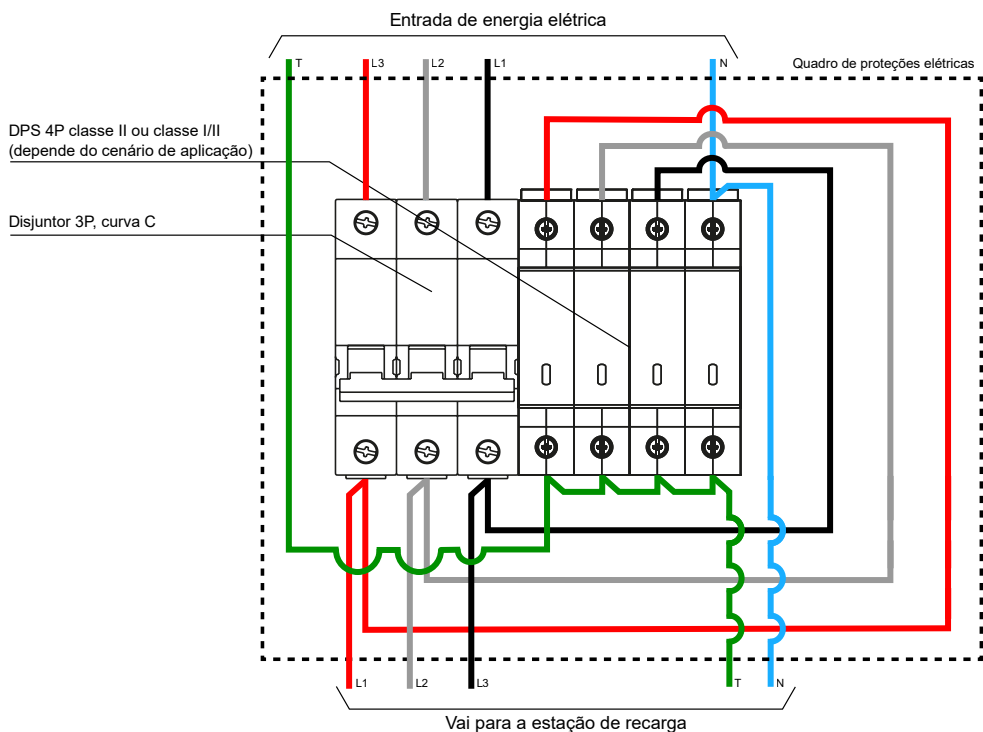 Entrada de energia elétrica
T
L3
L2
L1
N
Quadro de proteções elétricas
DPS 4P classe II ou classe I/II
(depende do cenário de aplicação)
Disjuntor 3P, curva C
L1
L2
L3
T
N
Vai para a estação de recarga